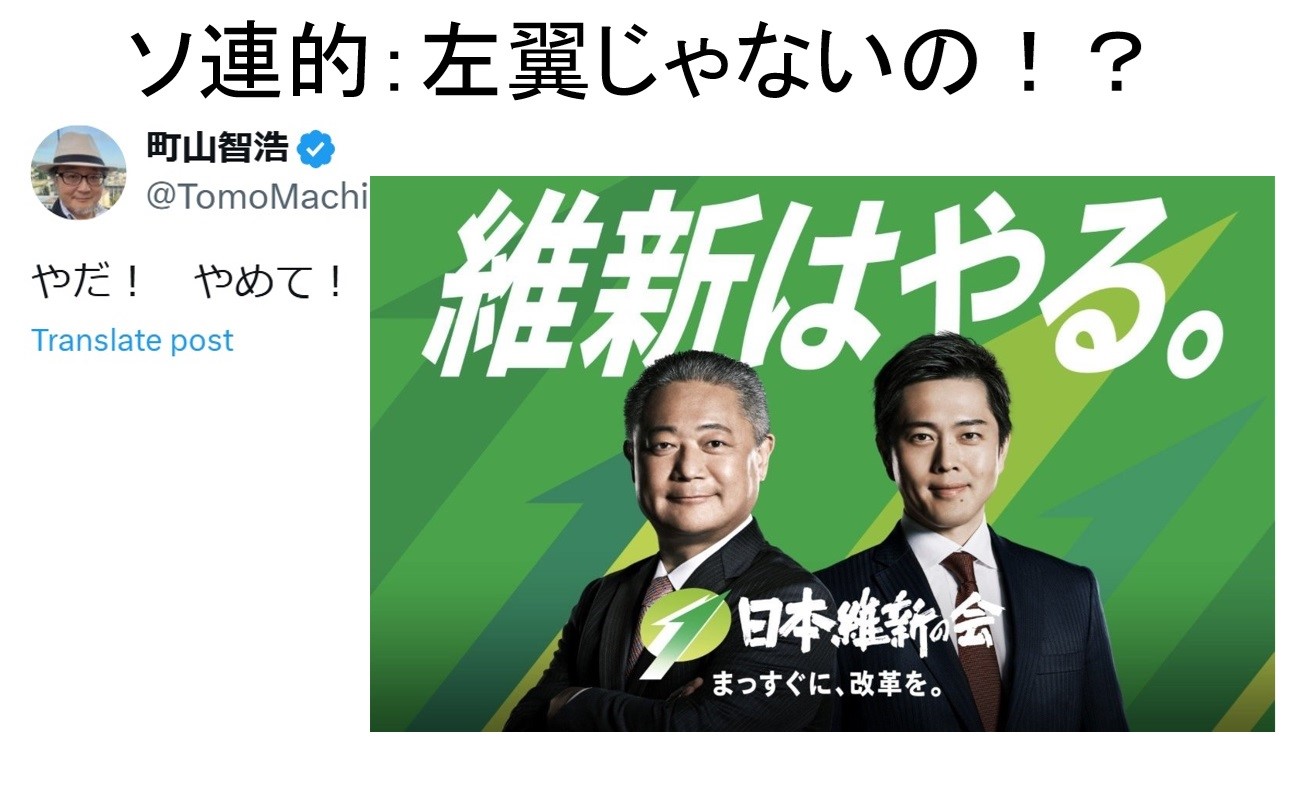 ソ連的：左翼じゃないの！？
町山智浩
@TomoMachi
やだ！　やめて！
Translate post
維新はやる。
日本維新の会
まっすぐに、改革を。